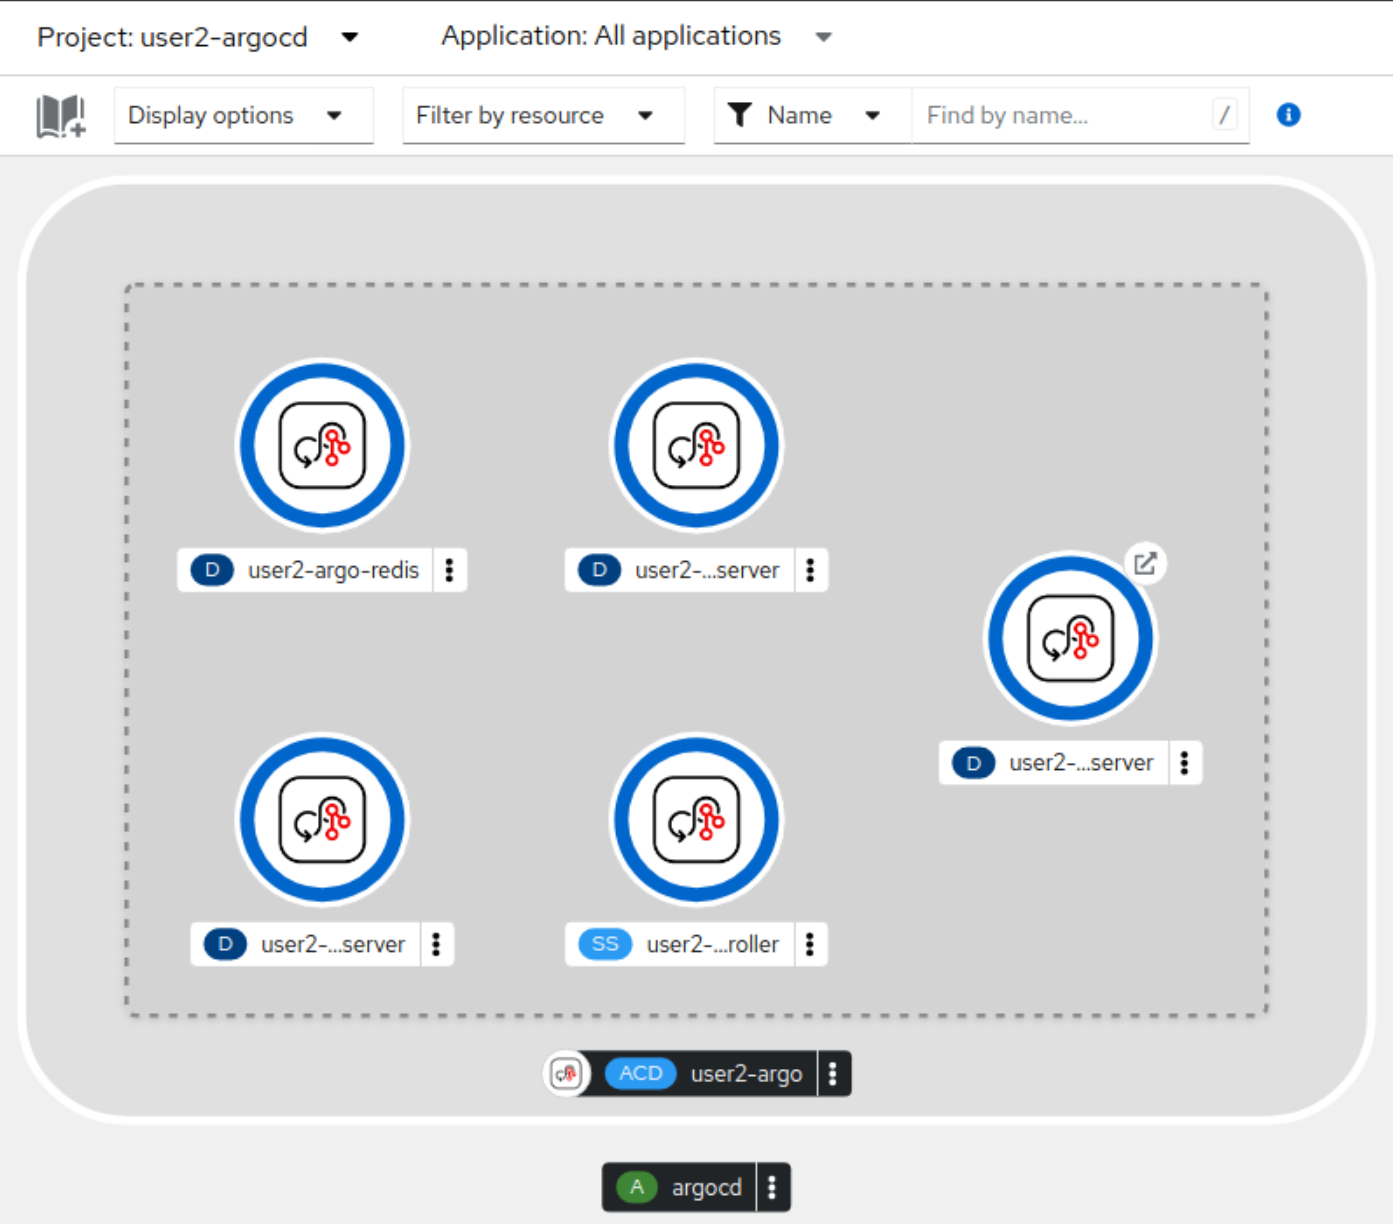 Project: user2-argocd
Application: All applications
Display options
Filter by resource
Name
Find by name...
/
i
D user2-argo-redis
D user2-...server
D user2-...server
D user2-...server
SS user2-...roller
ACD user2-argo
A argocd